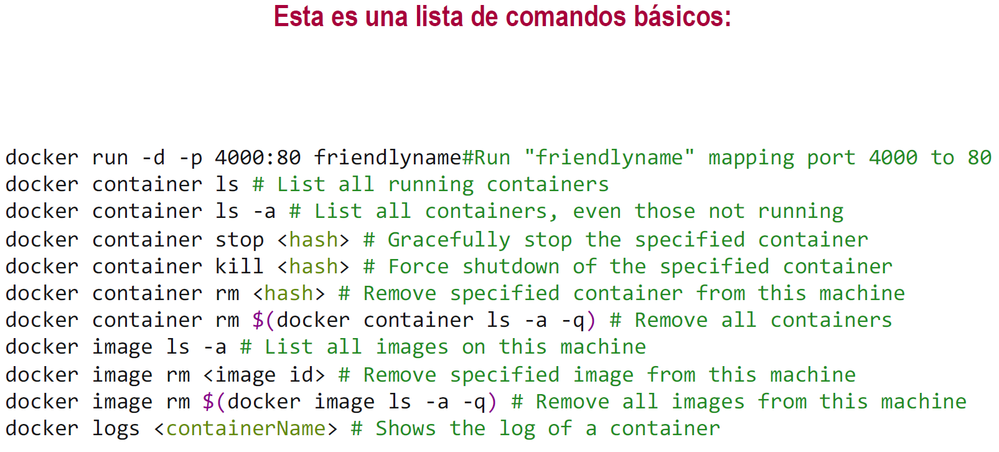 Esta es una lista de comandos básicos:
docker run -d -p 4000:80 friendlyname#Run "friendlyname" mapping port 4000 to 80
docker container ls # List all running containers
docker container ls -a # List all containers, even those not running
docker container stop <hash> # Gracefully stop the specified container
docker container kill <hash> # Force shutdown of the specified container
docker container rm <hash> # Remove specified container from this machine
docker container rm $(docker container ls -a -q) # Remove all containers
docker image ls -a # List all images on this machine
docker image rm <image id> # Remove specified image from this machine
docker image rm $(docker image ls -a -q) # Remove all images from this machine
docker logs <containerName> # Shows the log of a container